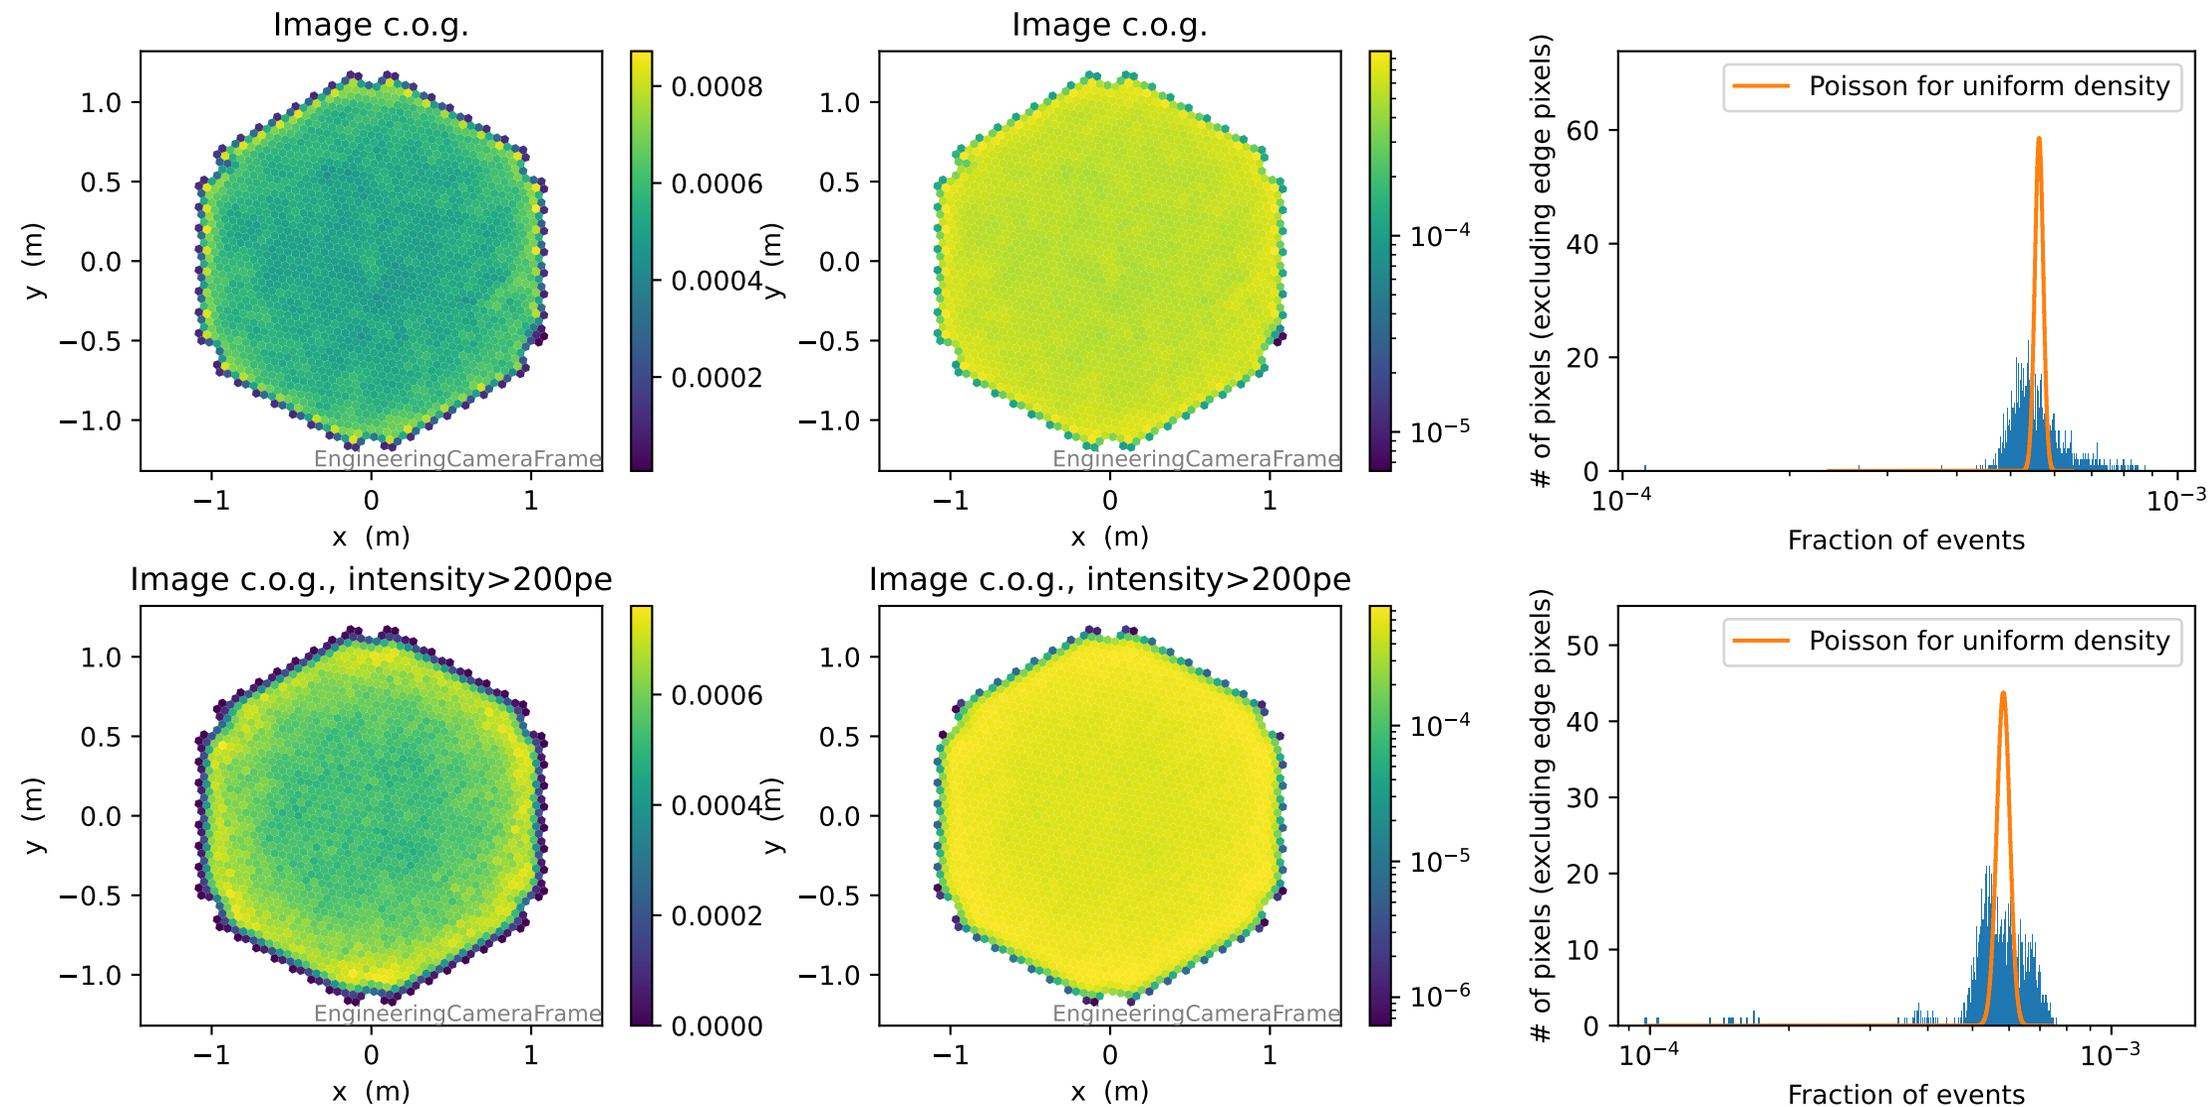 Image c.o.g.
1.0
0.5
0.0
−0.5
−1.0
y (m)
−1
0
1
x (m)
EngineeringCameraFrame
0.0008
0.0006
0.0004
0.0002
Image c.o.g.
1.0
0.5
0.0
−0.5
−1.0
y (m)
−1
0
1
x (m)
EngineeringCameraFrame
10⁻⁴
10⁻⁵
# of pixels (excluding edge pixels)
60
40
20
0
Poisson for uniform density
10⁻⁴
10⁻³
Fraction of events
Image c.o.g., intensity>200pe
1.0
0.5
0.0
−0.5
−1.0
y (m)
−1
0
1
x (m)
EngineeringCameraFrame
0.0006
0.0004
0.0002
0.0000
Image c.o.g., intensity>200pe
1.0
0.5
0.0
−0.5
−1.0
y (m)
−1
0
1
x (m)
EngineeringCameraFrame
10⁻⁴
10⁻⁵
10⁻⁶
# of pixels (excluding edge pixels)
50
40
30
20
10
0
Poisson for uniform density
10⁻⁴
10⁻³
Fraction of events